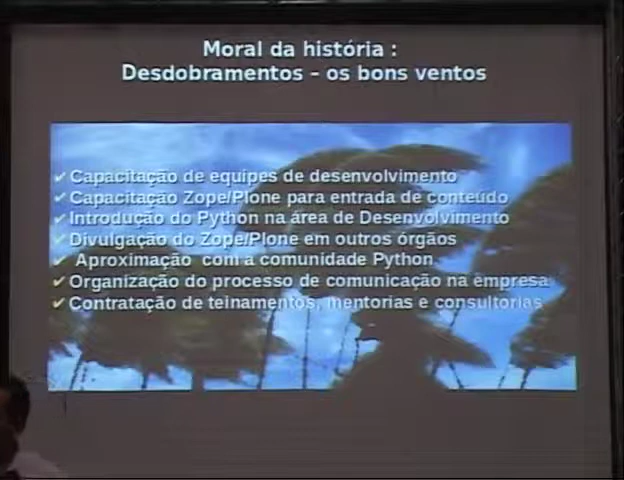 Moral da história :
Desdobramentos – os bons ventos
✔ Capacitação de equipes de desenvolvimento
✔ Capacitação Zope/Plone para entrada de conteúdo
✔ Introdução do Python na área de Desenvolvimento
✔ Divulgação do Zope/Plone em outros órgãos
✔ Aproximação com a comunidade Python
✔ Organização do processo de comunicação na empresa
✔ Contratação de teinamentos, mentorias e consultorias